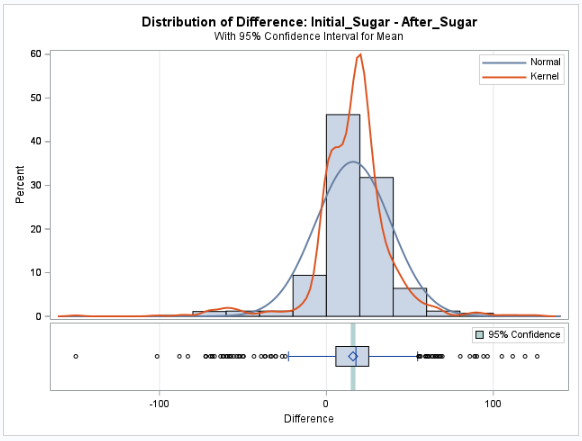 Distribution of Difference: Initial_Sugar - After_Sugar
With 95% Confidence Interval for Mean
Normal
Kernel
60
50
40
30
20
10
0
Percent
95% Confidence
-100
0
100
Difference